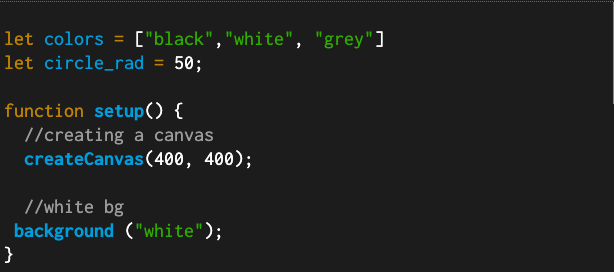 let colors = ["black","white", "grey"]
let circle_rad = 50;

function setup() {
  //creating a canvas
  createCanvas(400, 400);

  //white bg
 background ("white");
}